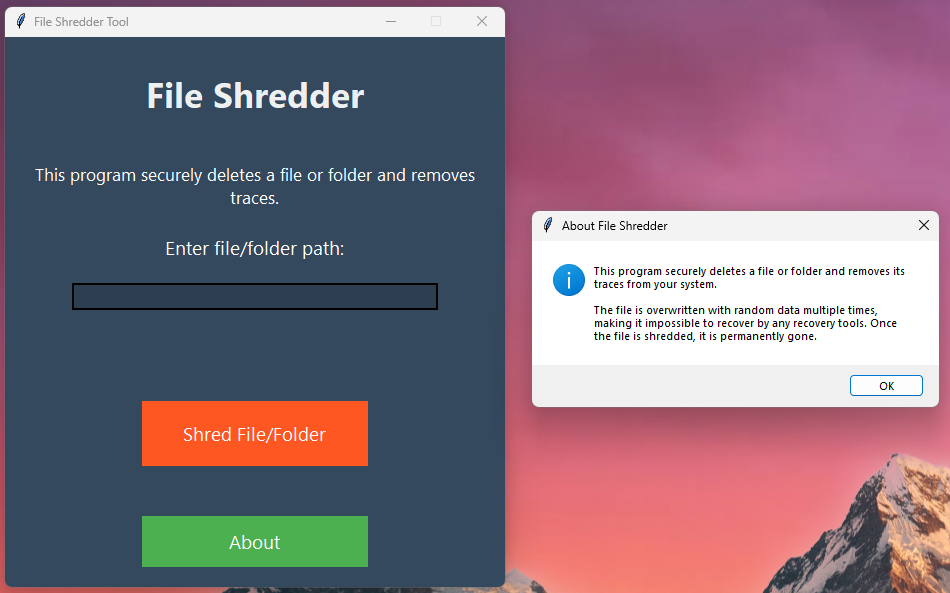 File Shredder Tool
File Shredder
This program securely deletes a file or folder and removes
traces.
Enter file/folder path:
Shred File/Folder
About
About File Shredder
This program securely deletes a file or folder and removes its
traces from your system.
The file is overwritten with random data multiple times,
making it impossible to recover by any recovery tools. Once
the file is shredded, it is permanently gone.
OK